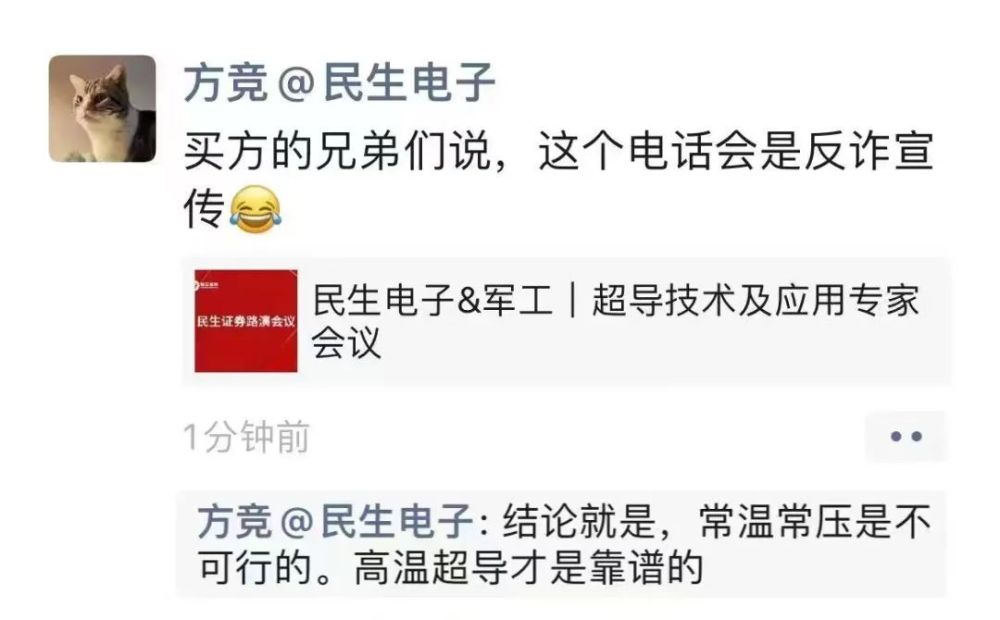 方竞@民生电子
买方的兄弟们说，这个电话会是反诈宣
传😂
民生证券路演会议
民生电子&军工｜超导技术及应用专家
会议
1分钟前
方竞@民生电子：结论就是，常温常压是不
可行的。高温超导才是靠谱的